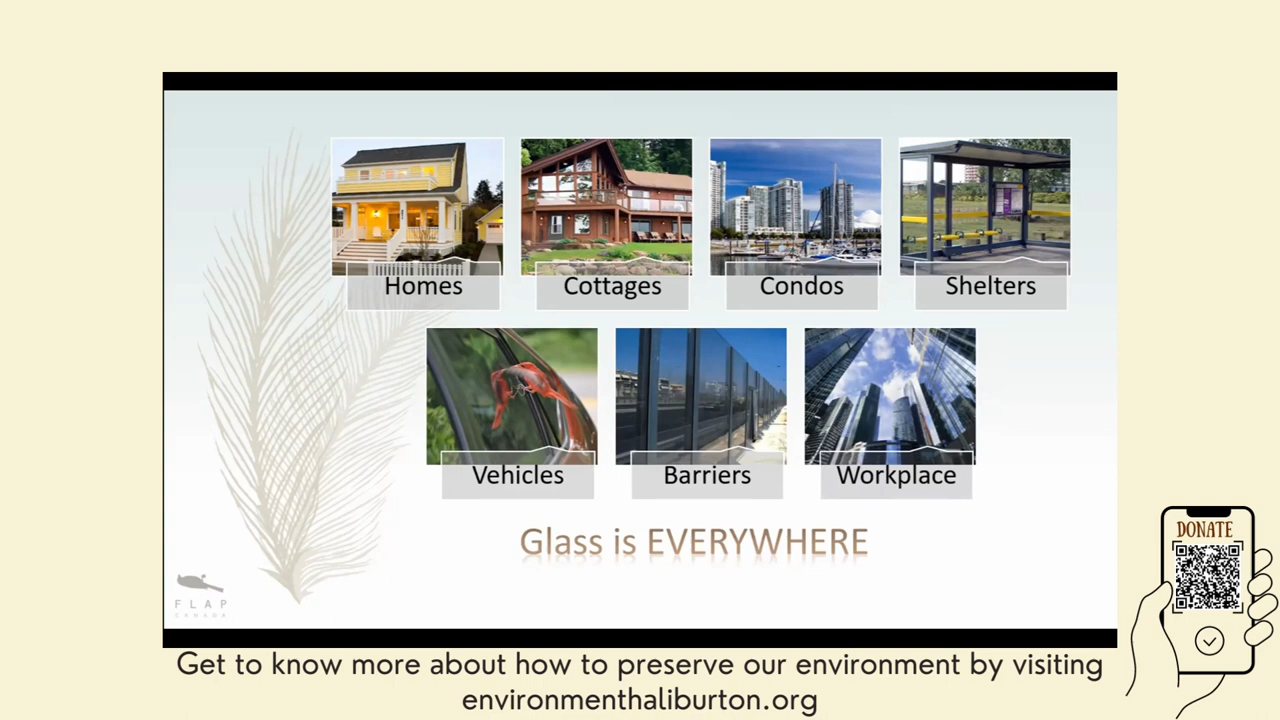 Homes
Cottages
Condos
Shelters
Vehicles
Barriers
Workplace
Glass is EVERYWHERE
FLAP
CANADA
DONATE
Get to know more about how to preserve our environment by visiting
environmenthaliburton.org